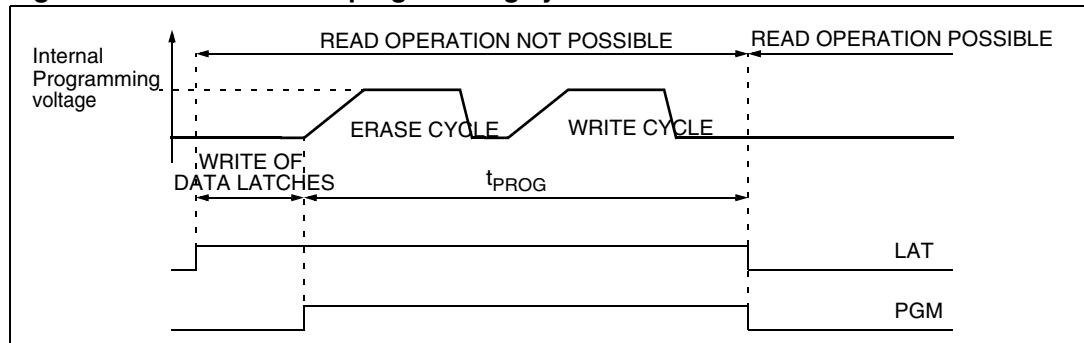 READ OPERATION NOT POSSIBLE
READ OPERATION POSSIBLE
Internal
Programming
voltage
ERASE CYCLE
WRITE CYCLE
WRITE OF
DATA LATCHES
tPROG
LAT
PGM